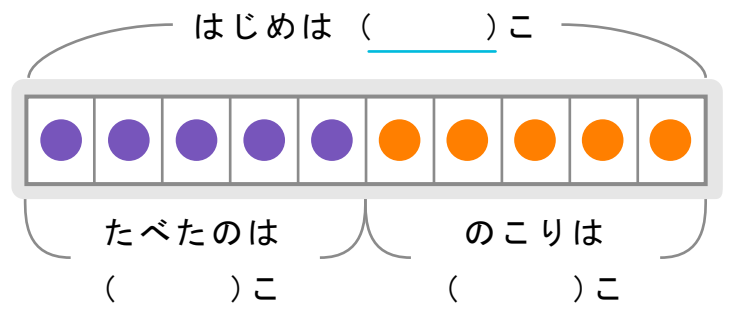 はじめは ( )こ
たべたのは
( )こ
のこりは
( )こ